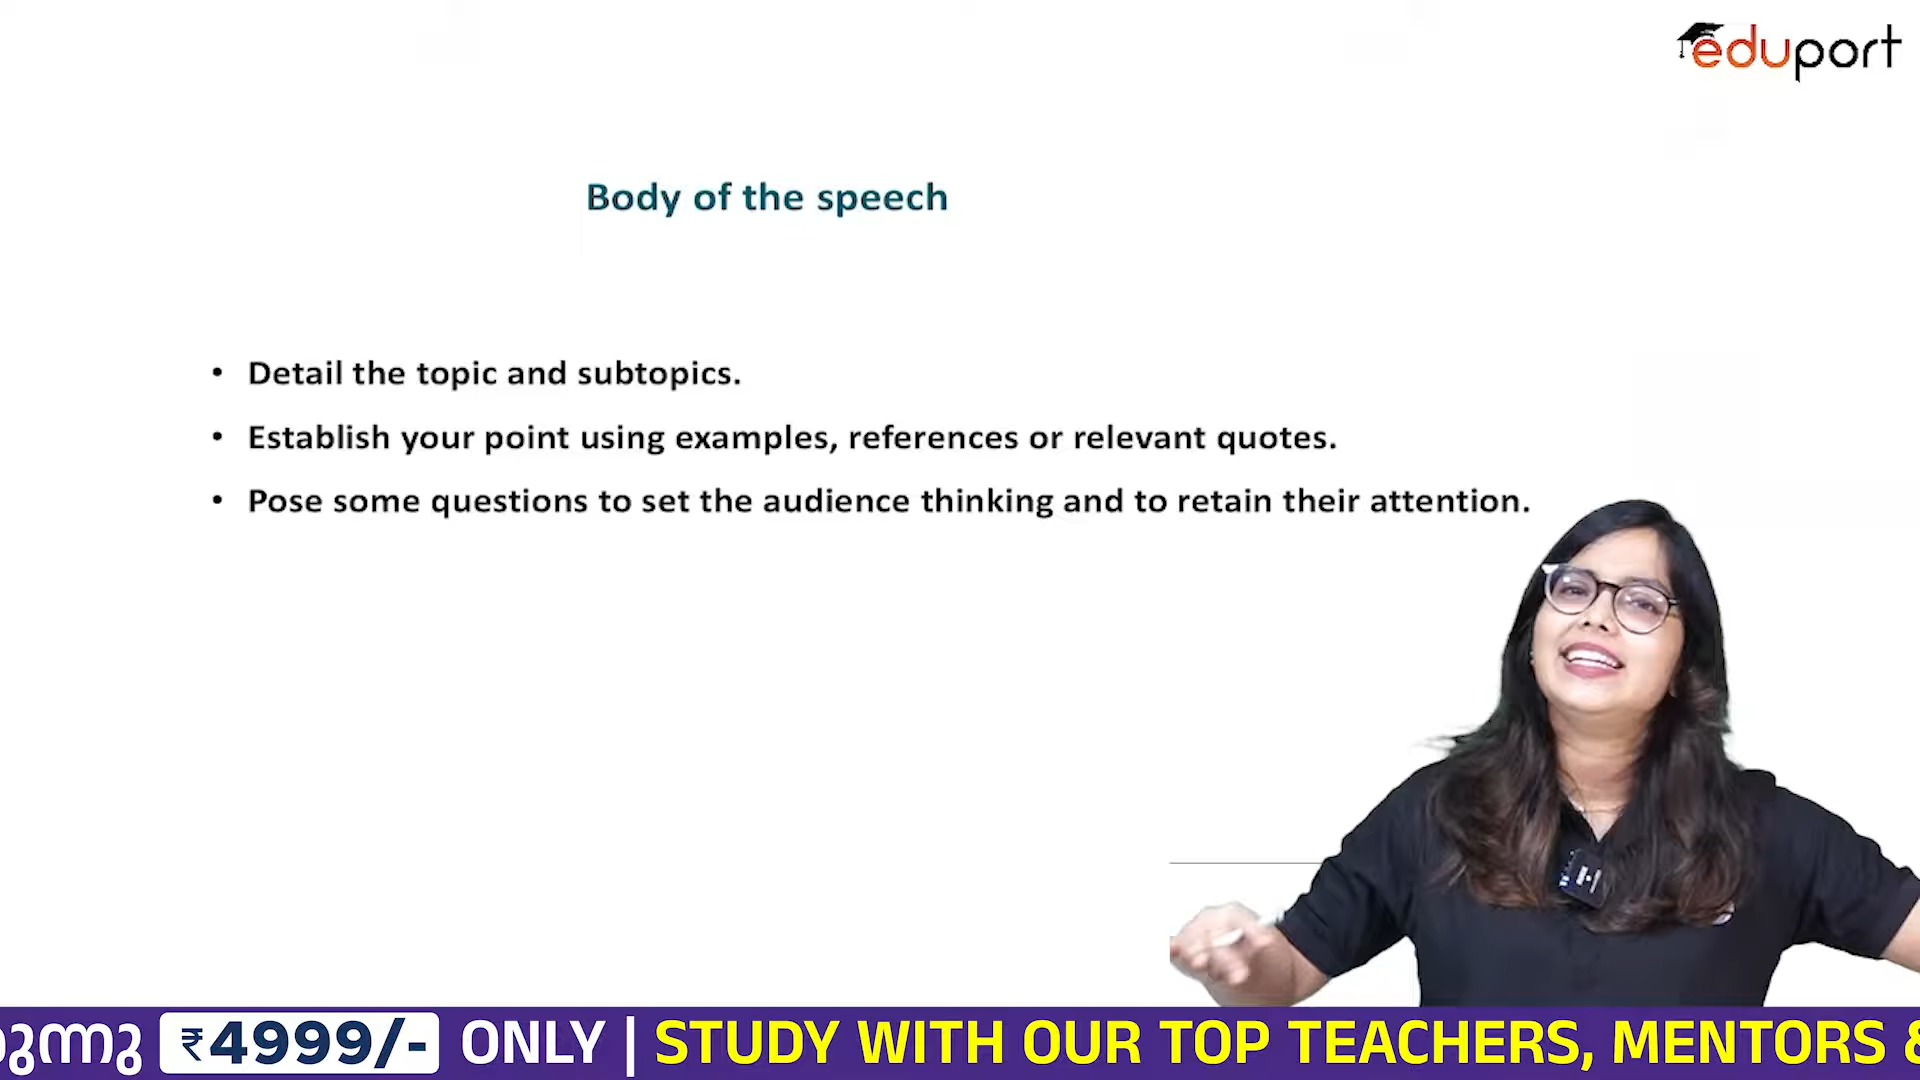 eduport
Body of the speech
• Detail the topic and subtopics.
• Establish your point using examples, references or relevant quotes.
• Pose some questions to set the audience thinking and to retain their attention.
₹4999/- ONLY | STUDY WITH OUR TOP TEACHERS, MENTORS &